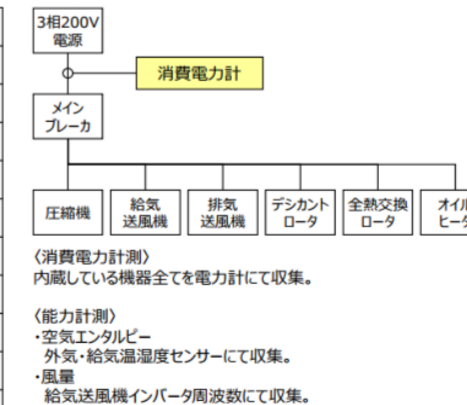 3相200V
電源
消費電力計
メイン
ブレーカ
圧縮機
給気
送風機
排気
送風機
デシカント
ロータ
全熱交換
ロータ
〈消費電力計測〉
内蔵している機器全てを電力計にて収集。
〈能力計測〉
・空気エンタルピー
外気・給気温湿度センサーにて収集。
・風量
給気送風機インバータ周波数にて収集。